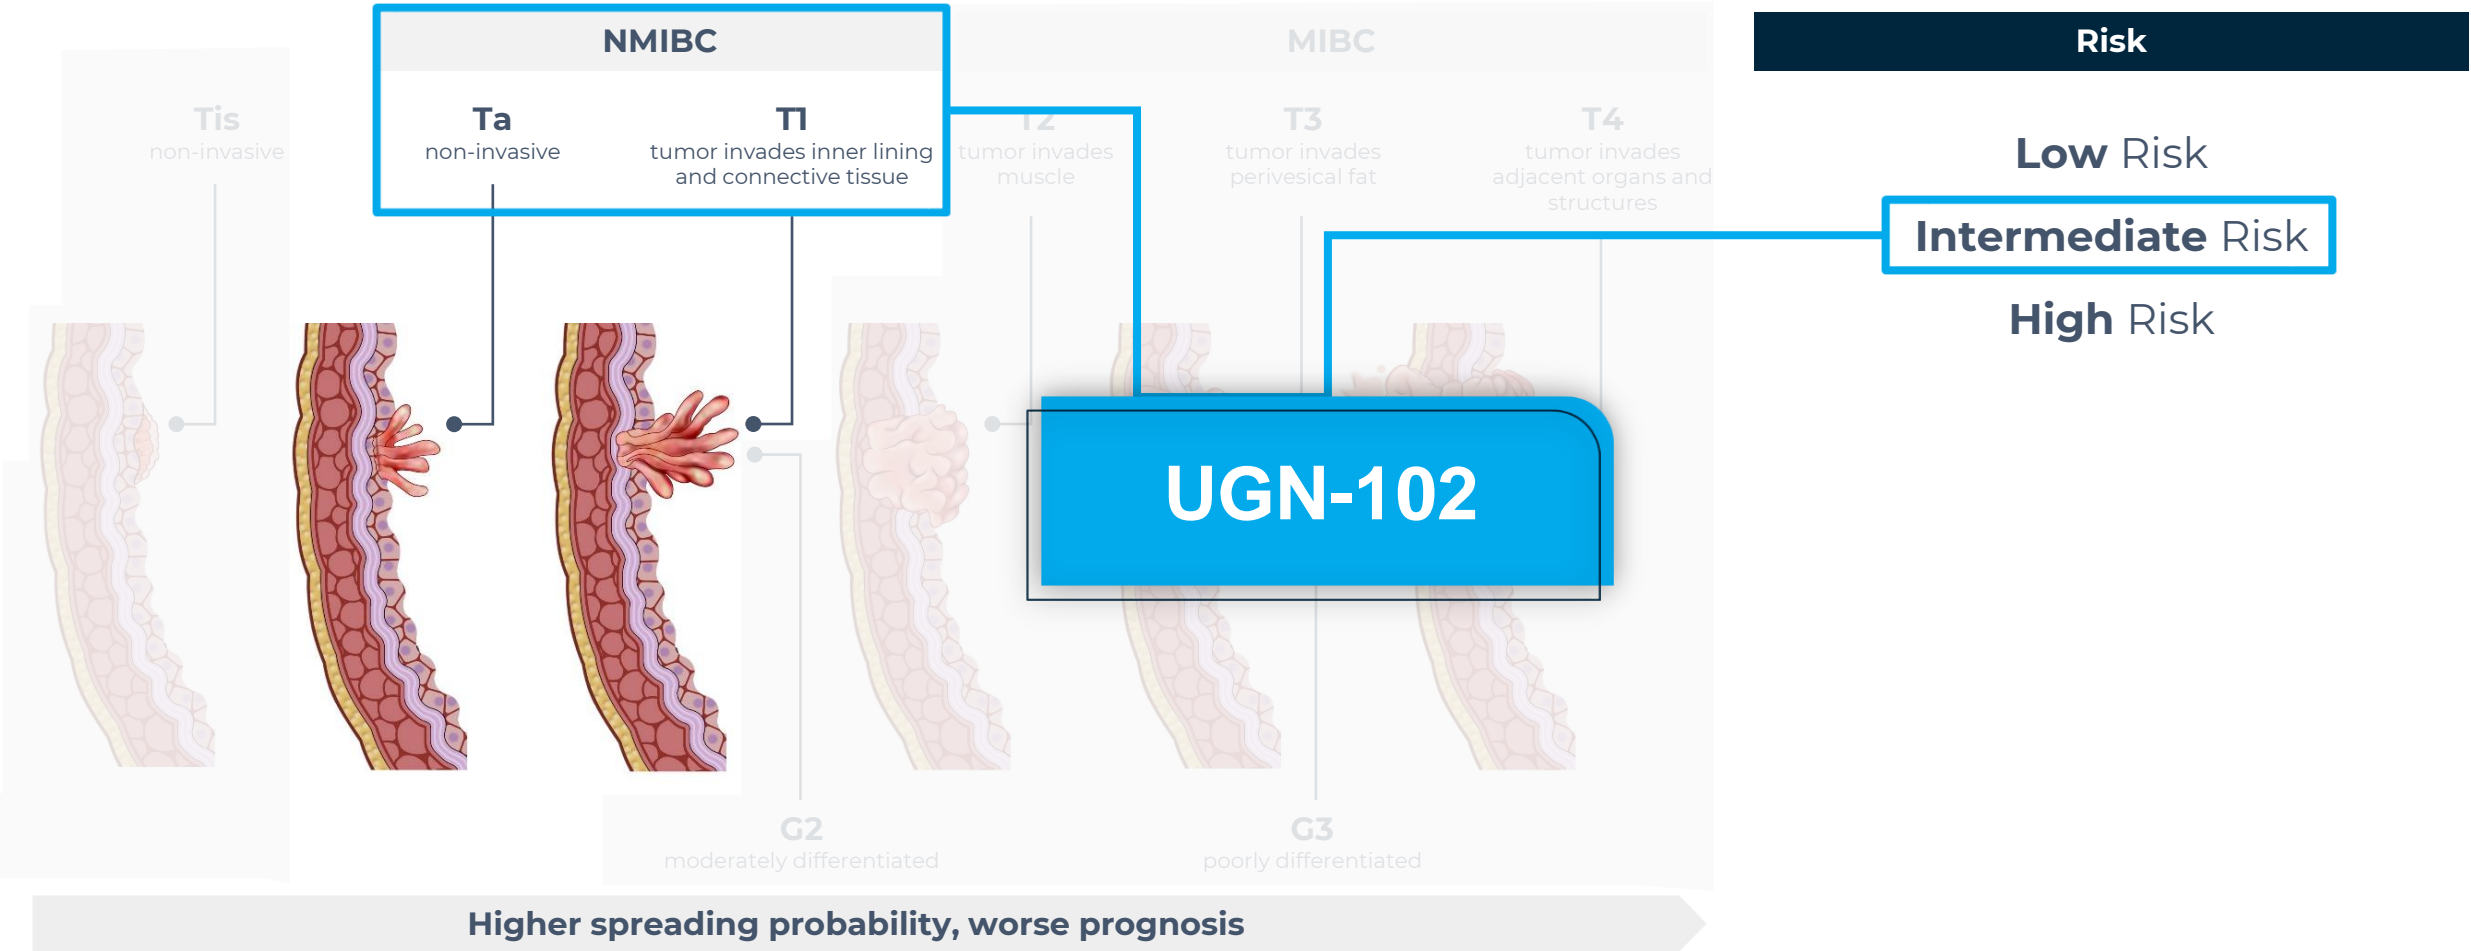 NMIBC
MIBC
Risk
Tis
non-invasive
Ta
non-invasive
T1
tumor invades inner lining
and connective tissue
T2
tumor invades
muscle
T3
tumor invades
perivesical fat
T4
tumor invades
adjacent organs and
structures
Low Risk
Intermediate Risk
High Risk
UGN-102
G2
moderately differentiated
G3
poorly differentiated
Higher spreading probability, worse prognosis